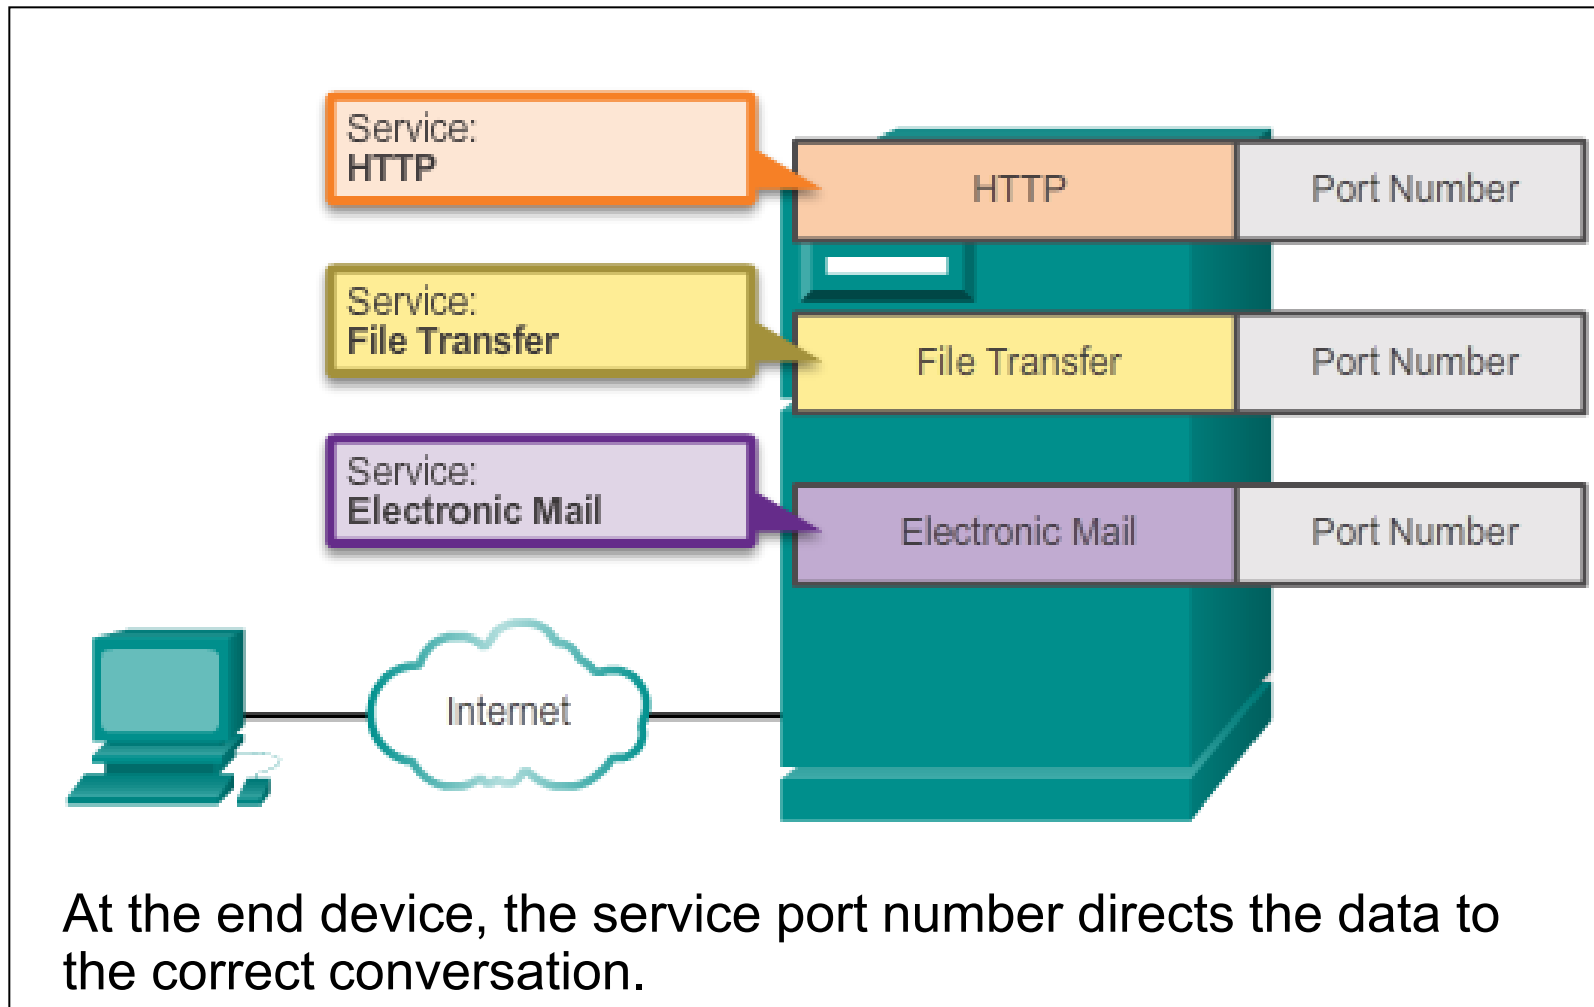 Service:
HTTP
HTTP
Port Number
Service:
File Transfer
File Transfer
Port Number
Service:
Electronic Mail
Electronic Mail
Port Number
Internet
At the end device, the service port number directs the data to
the correct conversation.